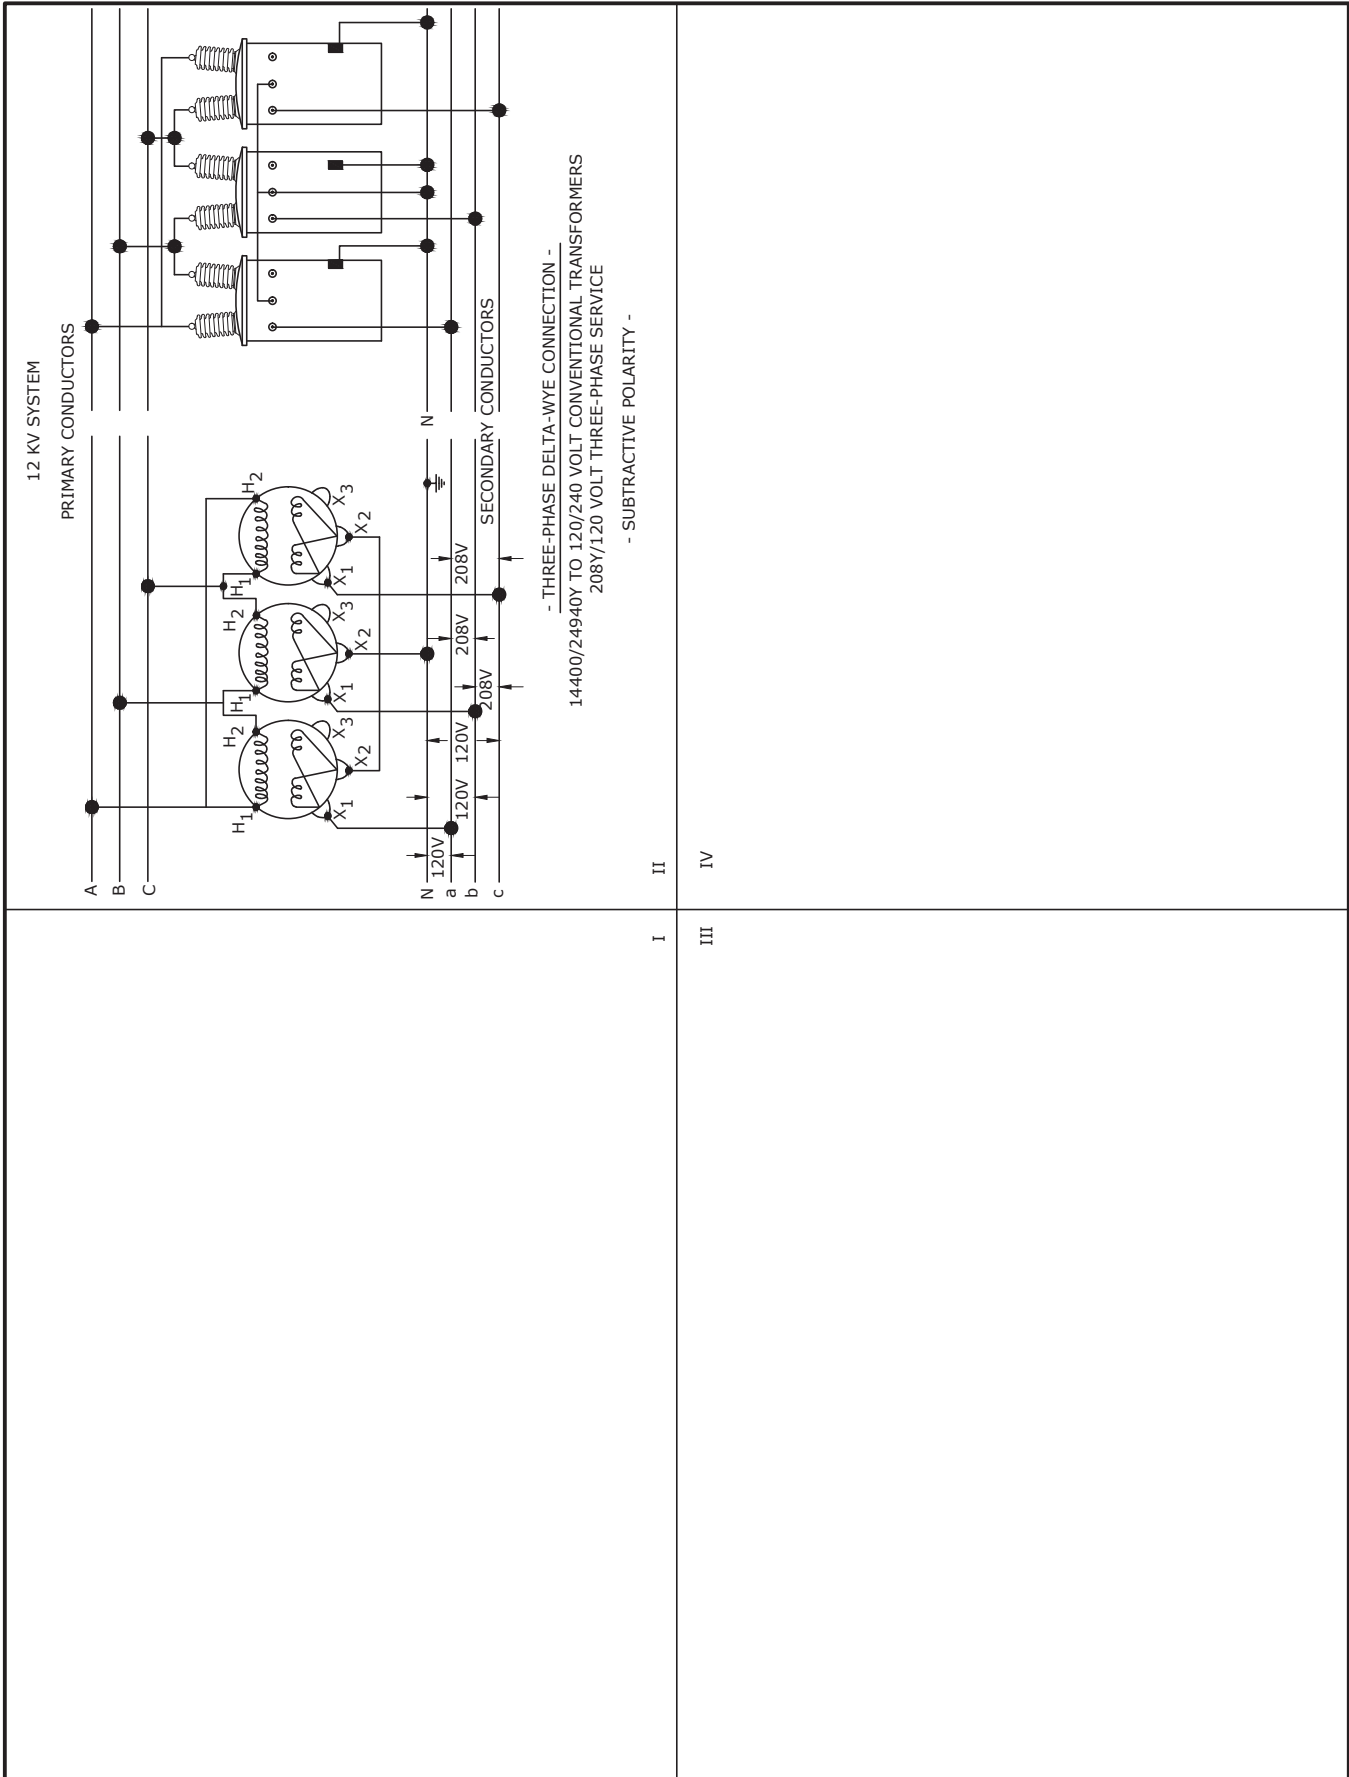 12 KV SYSTEM
PRIMARY CONDUCTORS
A
B
C
H1 H2 H1 H2 H1 H2
X1 X2 X3 X1 X2 X3 X1 X2 X3
N N
a
b
c
120V 120V 120V 208V 208V 208V
SECONDARY CONDUCTORS
- THREE-PHASE DELTA-WYE CONNECTION -
14400/24940Y TO 120/240 VOLT CONVENTIONAL TRANSFORMERS
208Y/120 VOLT THREE-PHASE SERVICE
- SUBTRACTIVE POLARITY -
I
II
III
IV